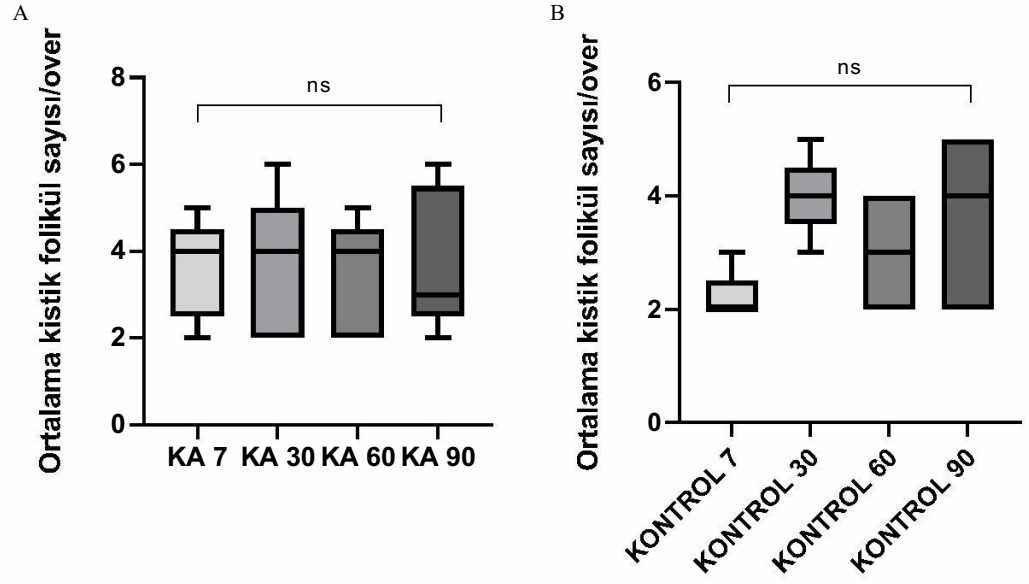 A
Ortalama kistik folikül sayısı/over
8
6
4
2
0
ns
KA 7 KA 30 KA 60 KA 90
B
Ortalama kistik folikül sayısı/over
6
4
2
0
ns
KONTROL 7
KONTROL 30
KONTROL 60
KONTROL 90